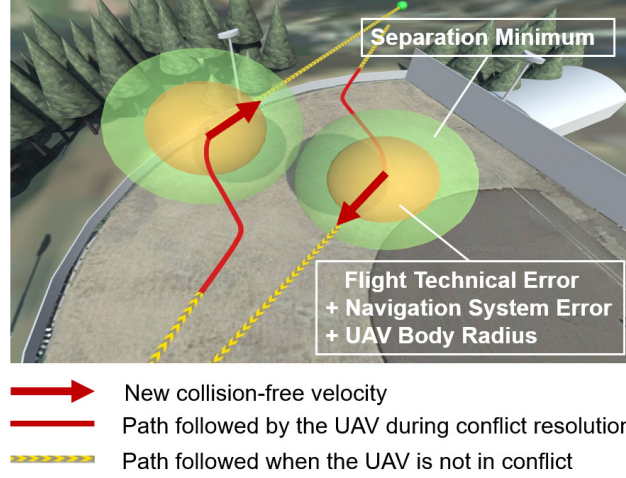 Separation Minimum
Flight Technical Error
+ Navigation System Error
+ UAV Body Radius
New collision-free velocity
Path followed by the UAV during conflict resolution
Path followed when the UAV is not in conflict